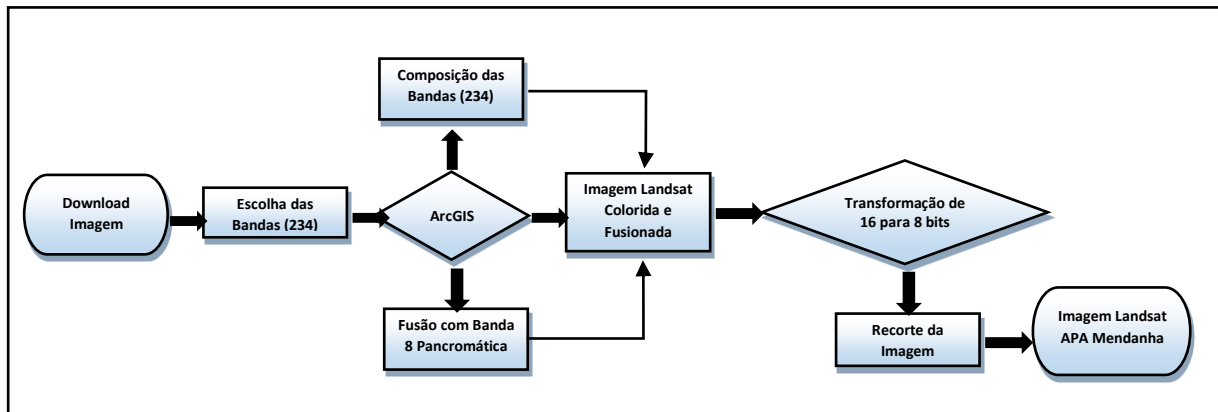 Download
Imagem
Escolha das
Bandas (234)
ArcGIS
Composição das
Bandas (234)
Fusão com Banda
8 Pancromática
Imagem Landsat
Colorida e
Fusionada
Transformação de
16 para 8 bits
Recorte da
Imagem
Imagem Landsat
APA Mendanha